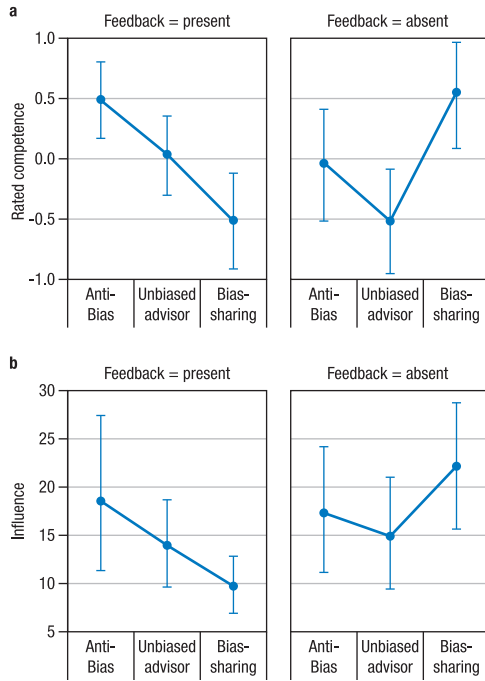 a
Feedback = present Feedback = absent
1.0
0.5
0.0
-0.5
-1.0
Rated competence
Anti-
Bias
Unbiased
advisor
Bias-
sharing
Anti-
Bias
Unbiased
advisor
Bias-
sharing
b
Feedback = present Feedback = absent
30
25
20
15
10
5
Influence
Anti-
Bias
Unbiased
advisor
Bias-
sharing
Anti-
Bias
Unbiased
advisor
Bias-
sharing